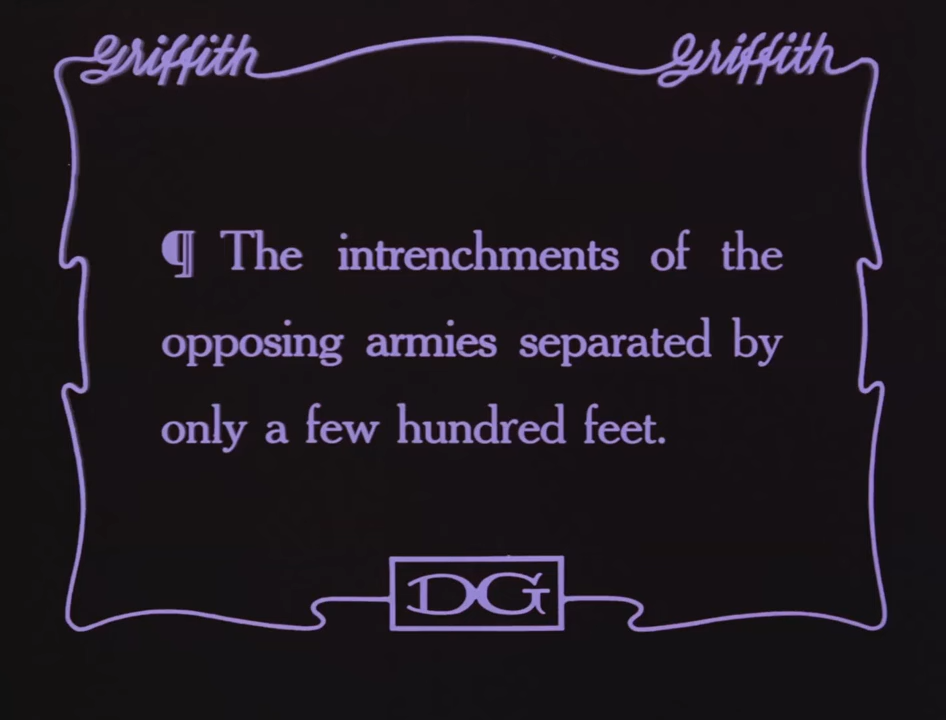 Griffith Griffith
¶ The intrenchments of the
opposing armies separated by
only a few hundred feet.
DG